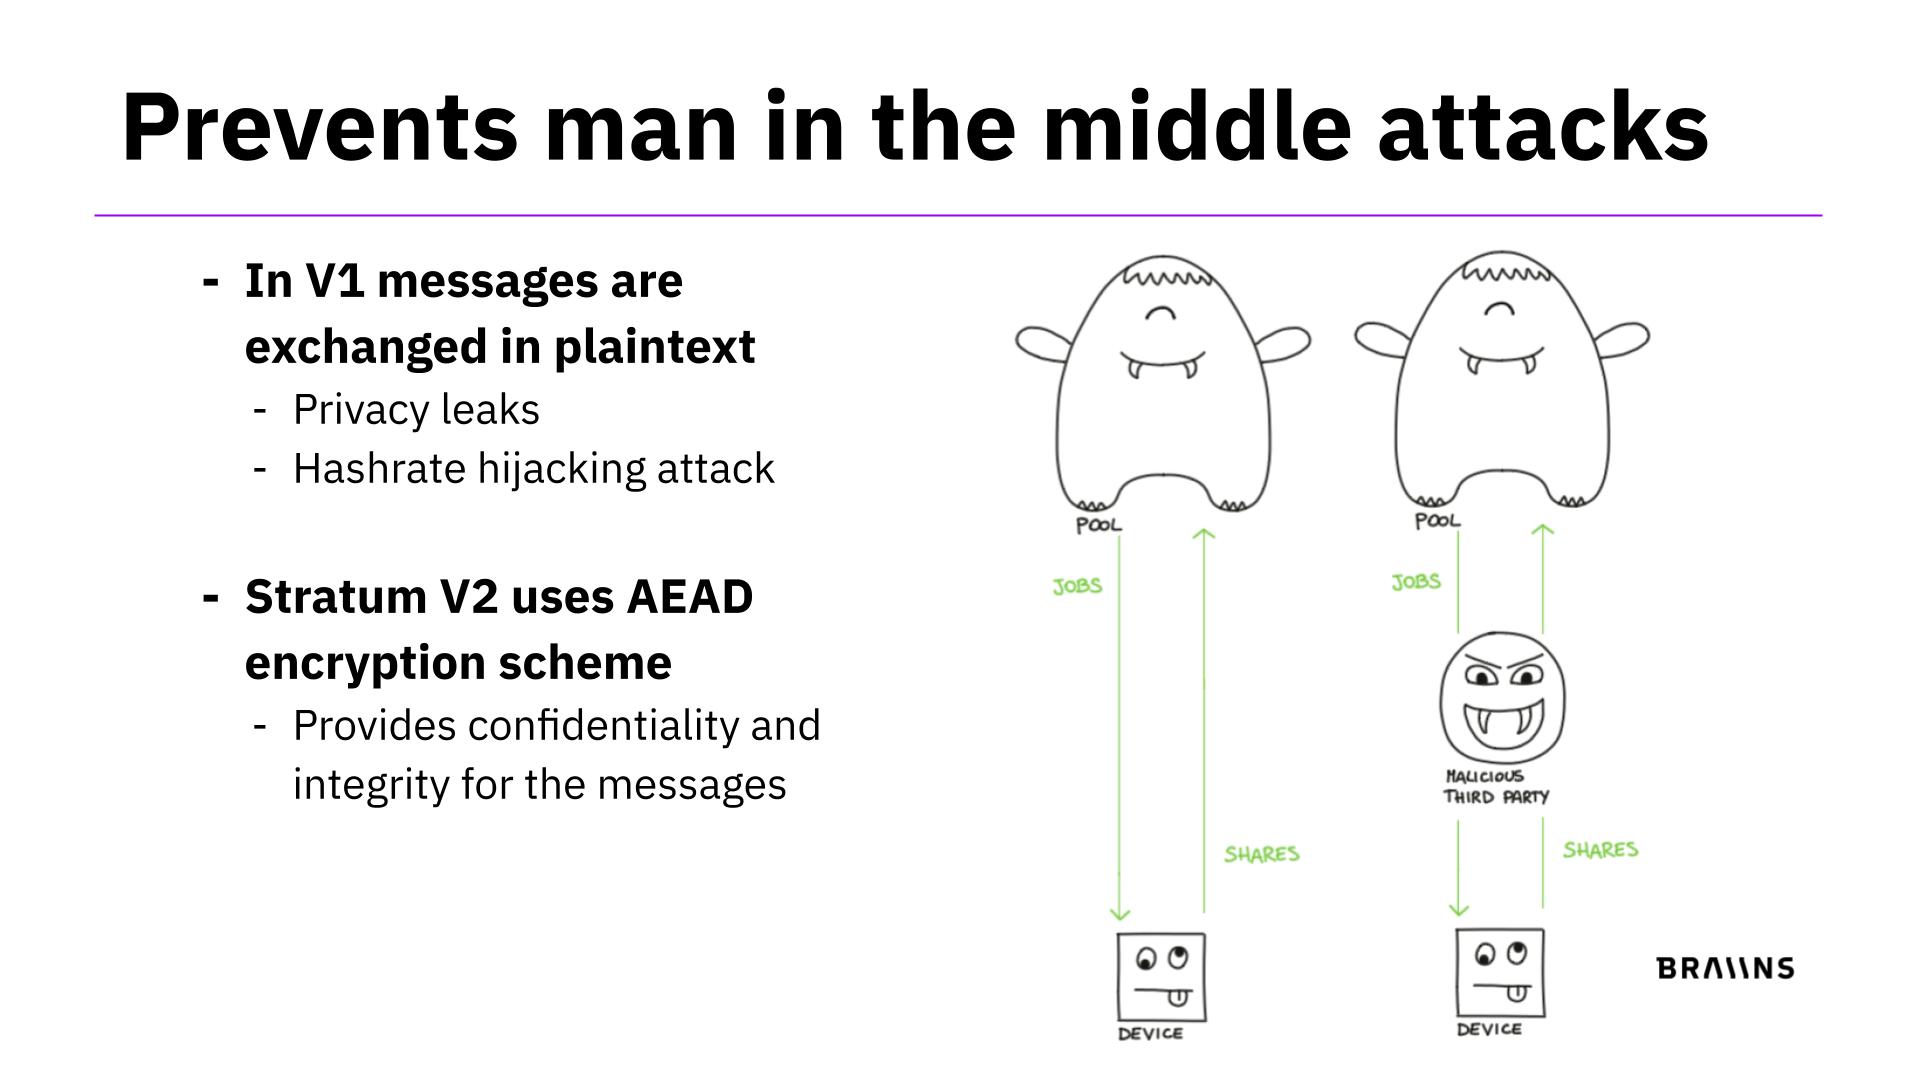 Prevents man in the middle attacks
- In V1 messages are
exchanged in plaintext
- Privacy leaks
- Hashrate hijacking attack
- Stratum V2 uses AEAD
encryption scheme
- Provides confidentiality and
integrity for the messages
POOL
JOBS
SHARES
DEVICE
POOL
JOBS
MALICIOUS
THIRD PARTY
SHARES
DEVICE
BRAIINS